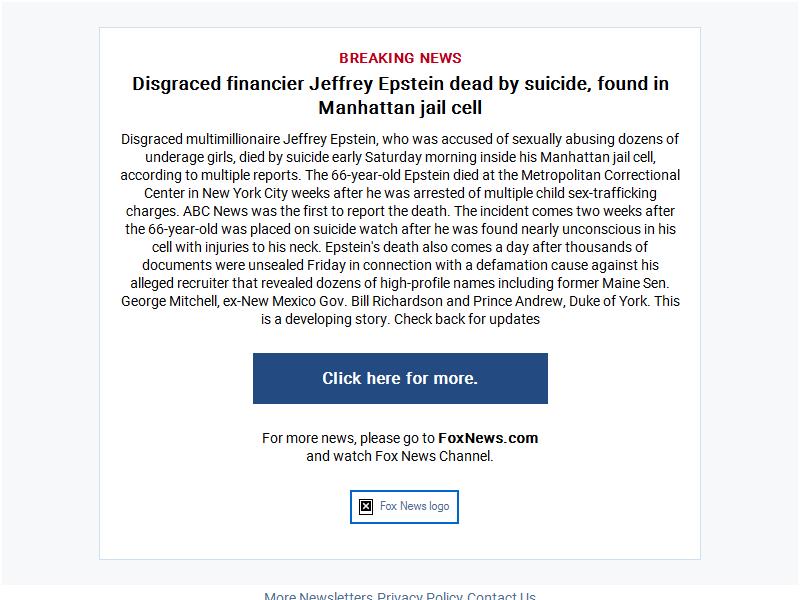 BREAKING NEWS
Disgraced financier Jeffrey Epstein dead by suicide, found in
Manhattan jail cell
Disgraced multimillionaire Jeffrey Epstein, who was accused of sexually abusing dozens of
underage girls, died by suicide early Saturday morning inside his Manhattan jail cell,
according to multiple reports. The 66-year-old Epstein died at the Metropolitan Correctional
Center in New York City weeks after he was arrested of multiple child sex-trafficking
charges. ABC News was the first to report the death. The incident comes two weeks after
the 66-year-old was placed on suicide watch after he was found nearly unconscious in his
cell with injuries to his neck. Epstein's death also comes a day after thousands of
documents were unsealed Friday in connection with a defamation cause against his
alleged recruiter that revealed dozens of high-profile names including former Maine Sen.
George Mitchell, ex-New Mexico Gov. Bill Richardson and Prince Andrew, Duke of York. This
is a developing story. Check back for updates
Click here for more.
For more news, please go to FoxNews.com
and watch Fox News Channel.
Fox News logo
More Newsletters Privacy Policy Contact Us